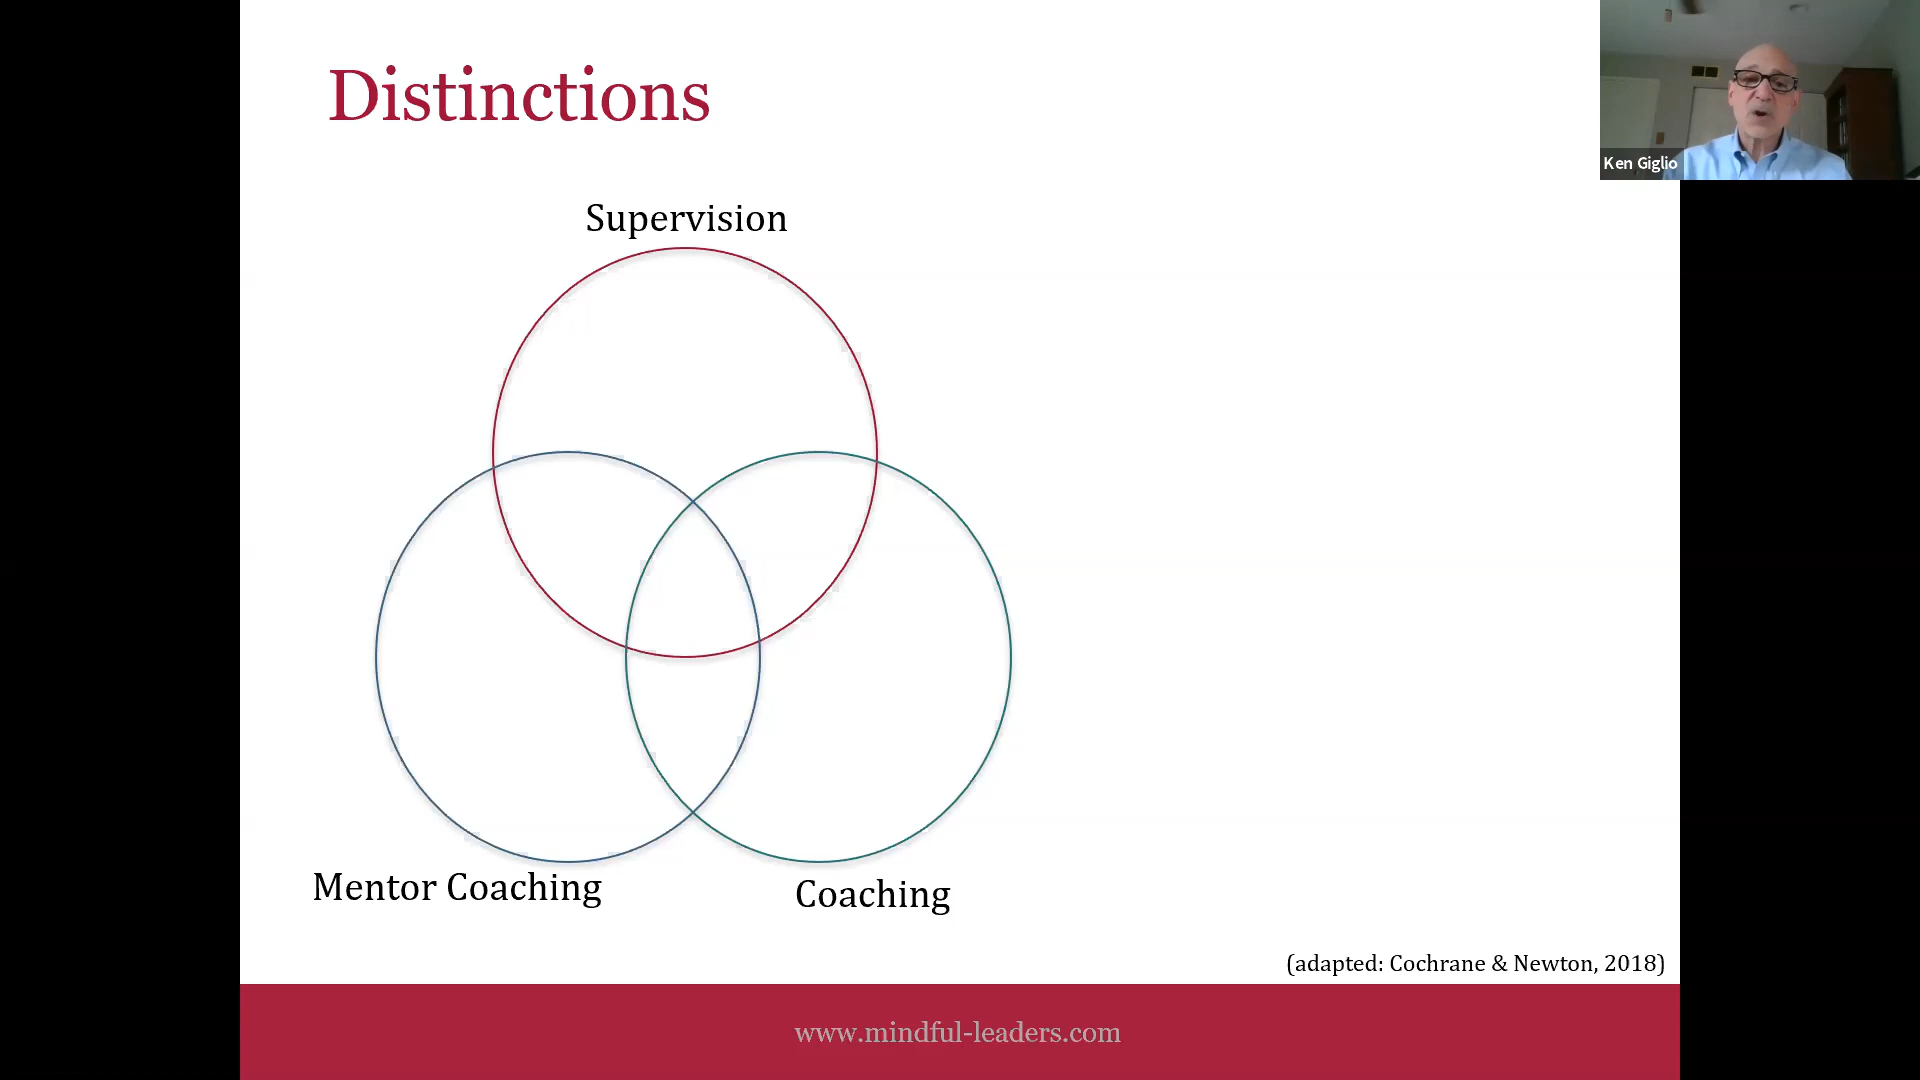 Distinctions
Ken Giglio
Supervision
Mentor Coaching
Coaching
(adapted: Cochrane & Newton, 2018)
www.mindful-leaders.com